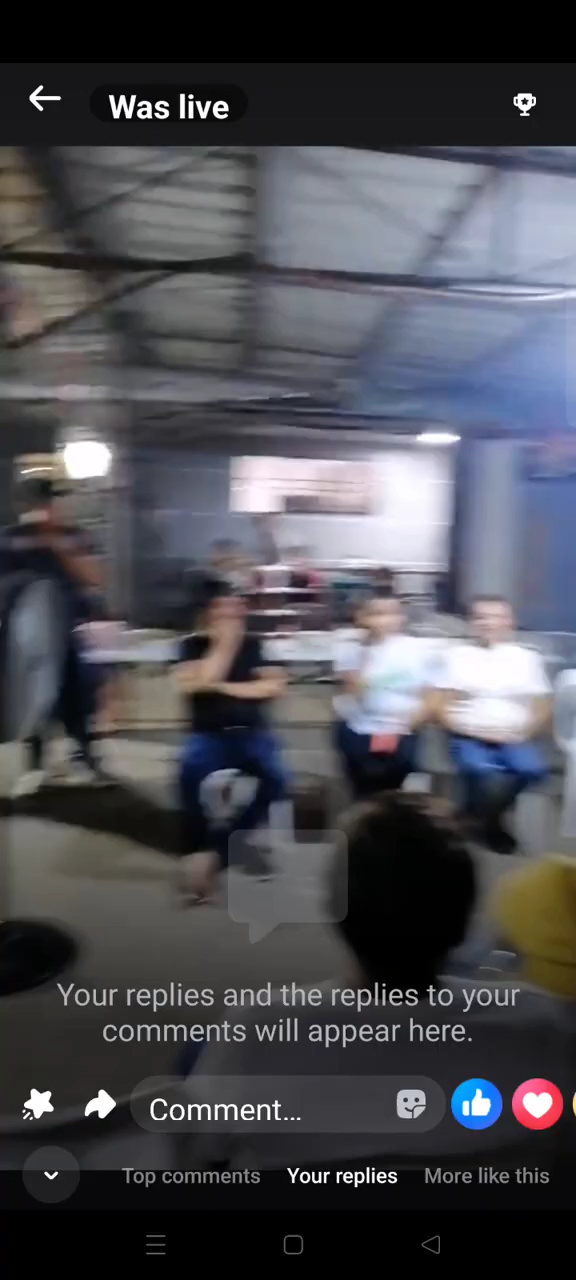 Was live
Your replies and the replies to your
comments will appear here.
Comment...
Top comments Your replies More like this